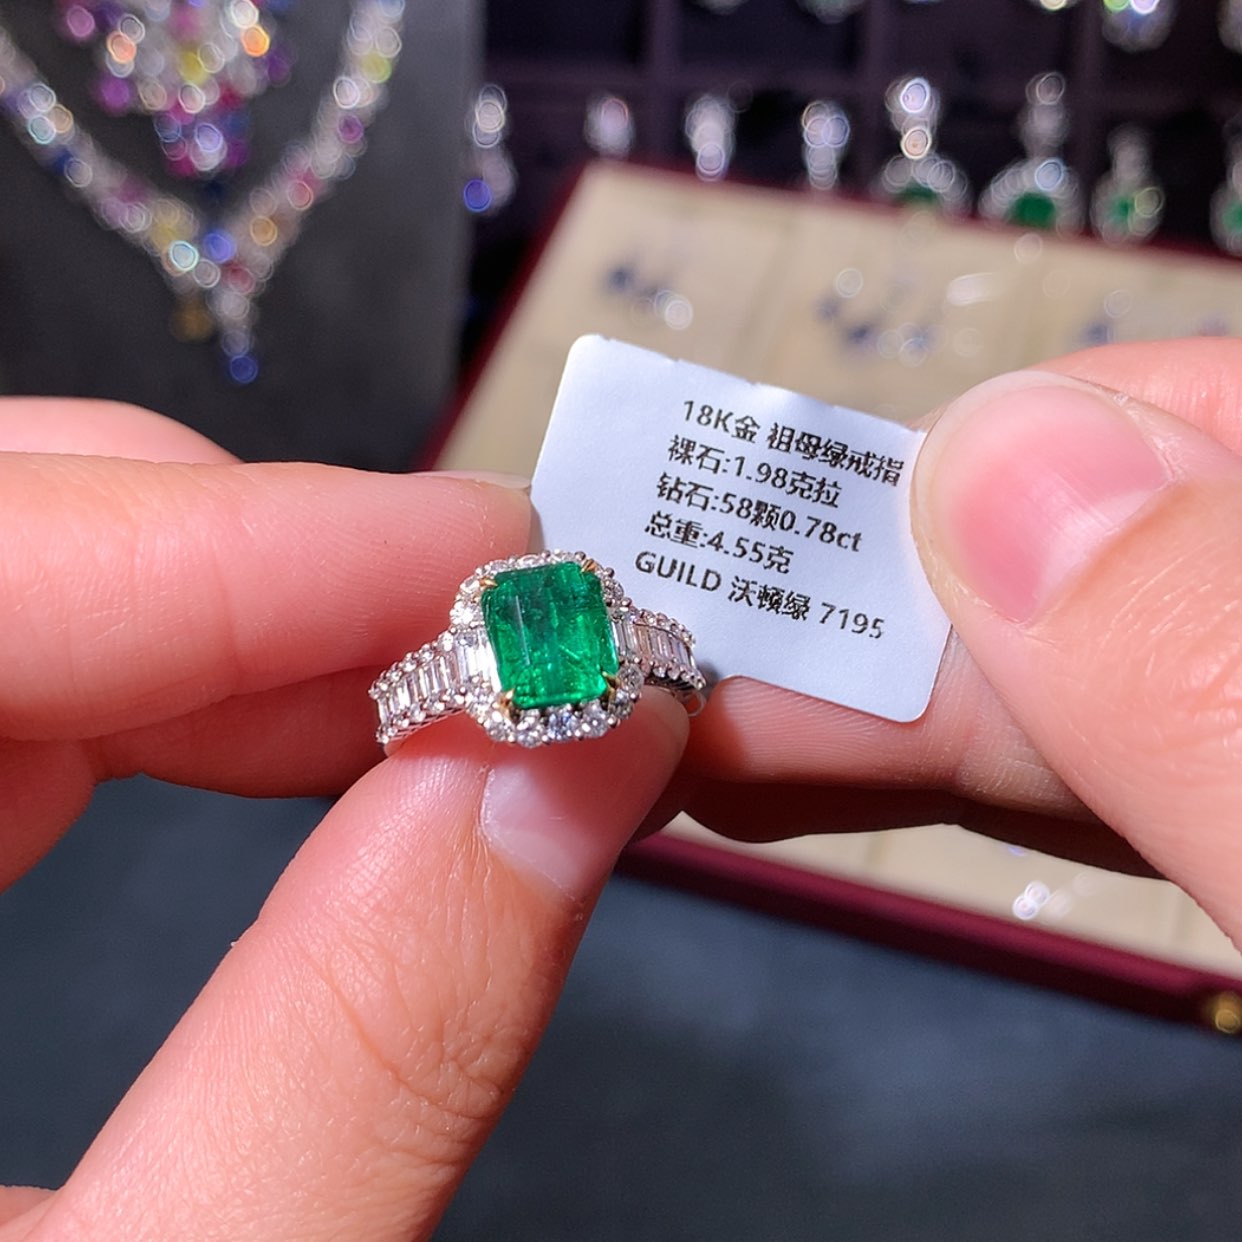 18K金 祖母绿戒指
裸石:1.98克拉
钻石:58颗0.78ct
总重:4.55克
GUILD 沃顿绿 7195